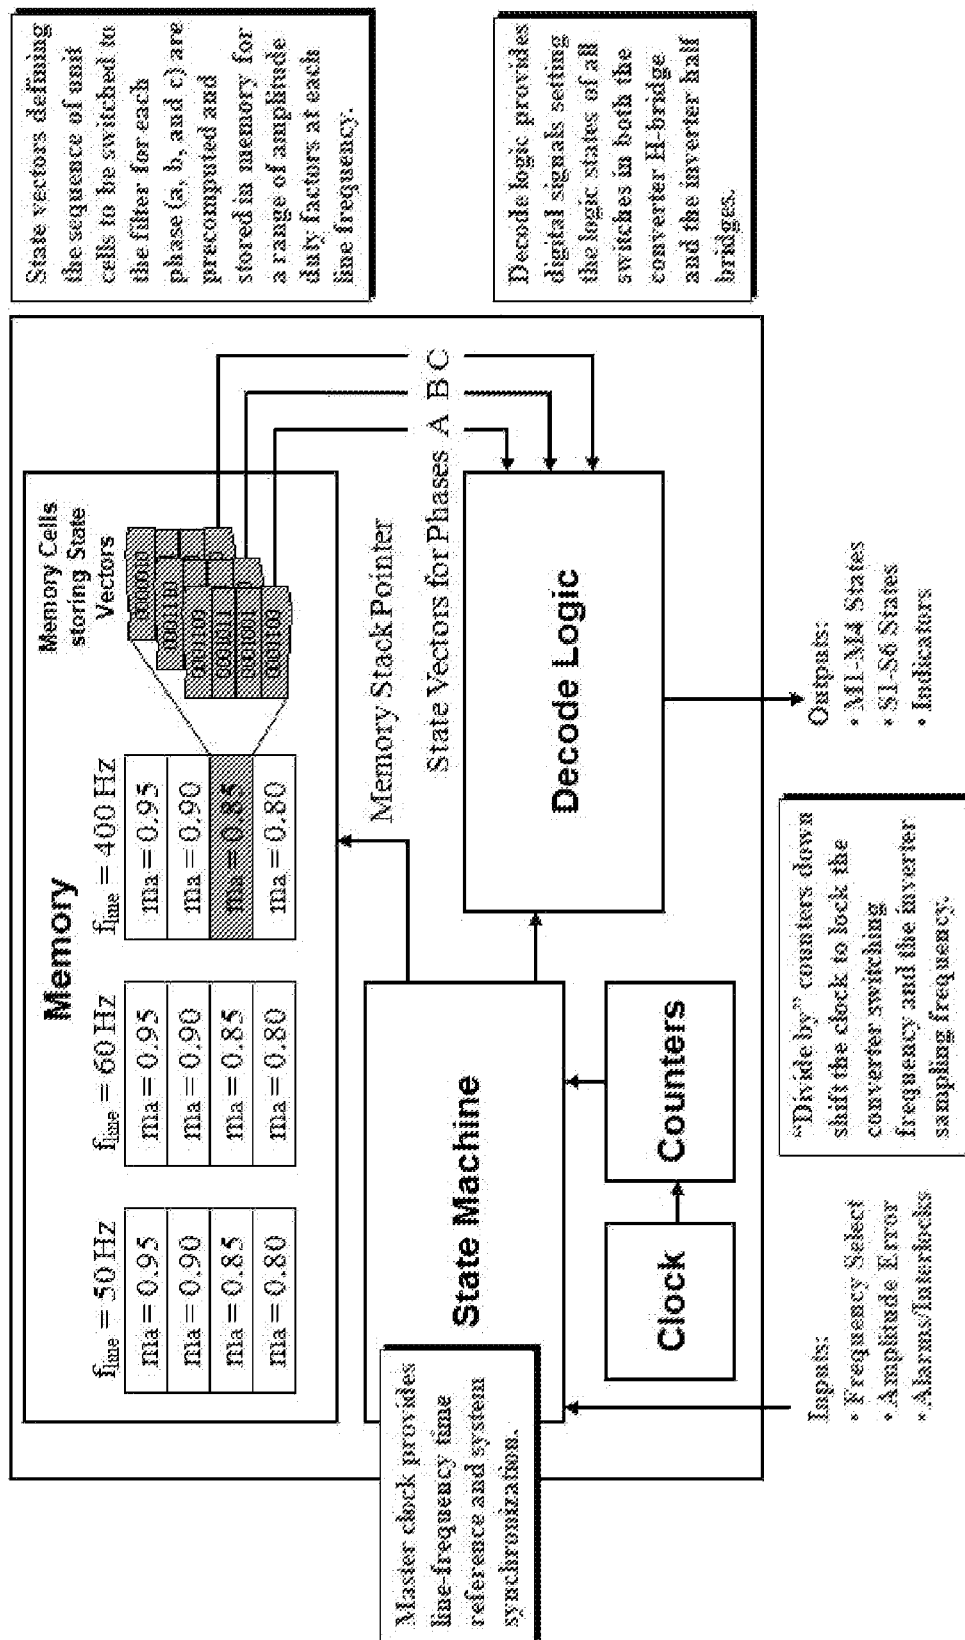 Memory
f_line = 50 Hz
ma = 0.95
ma = 0.90
ma = 0.85
ma = 0.80
f_line = 60 Hz
ma = 0.95
ma = 0.90
ma = 0.85
ma = 0.80
f_line = 400 Hz
ma = 0.95
ma = 0.90
ma = 0.85
ma = 0.80
Memory Cells
storing State
Vectors
000100
000011
000001
000100
State vectors defining
the sequence of unit
cells to be switched to
the filter for each
phase (a, b, and c) are
precomputed and
stored in memory for
a range of amplitude
duty factors at each
line frequency.
Master clock provides
line-frequency time
reference and system
synchronization.
State Machine
Memory Stack Pointer
State Vectors for Phases A B C
Clock
Counters
Decode Logic
Decode logic provides
digital signals setting
the logic states of all
switches in both the
converter H-bridge
and the inverter half
bridges.
Inputs:
• Frequency Select
• Amplitude Error
• Alarms/Interlocks
"Divide by" counters down
shift the clock to lock the
converter switching
frequency and the inverter
sampling frequency.
Outputs:
• M1-M4 States
• S1-S6 States
• Indicators